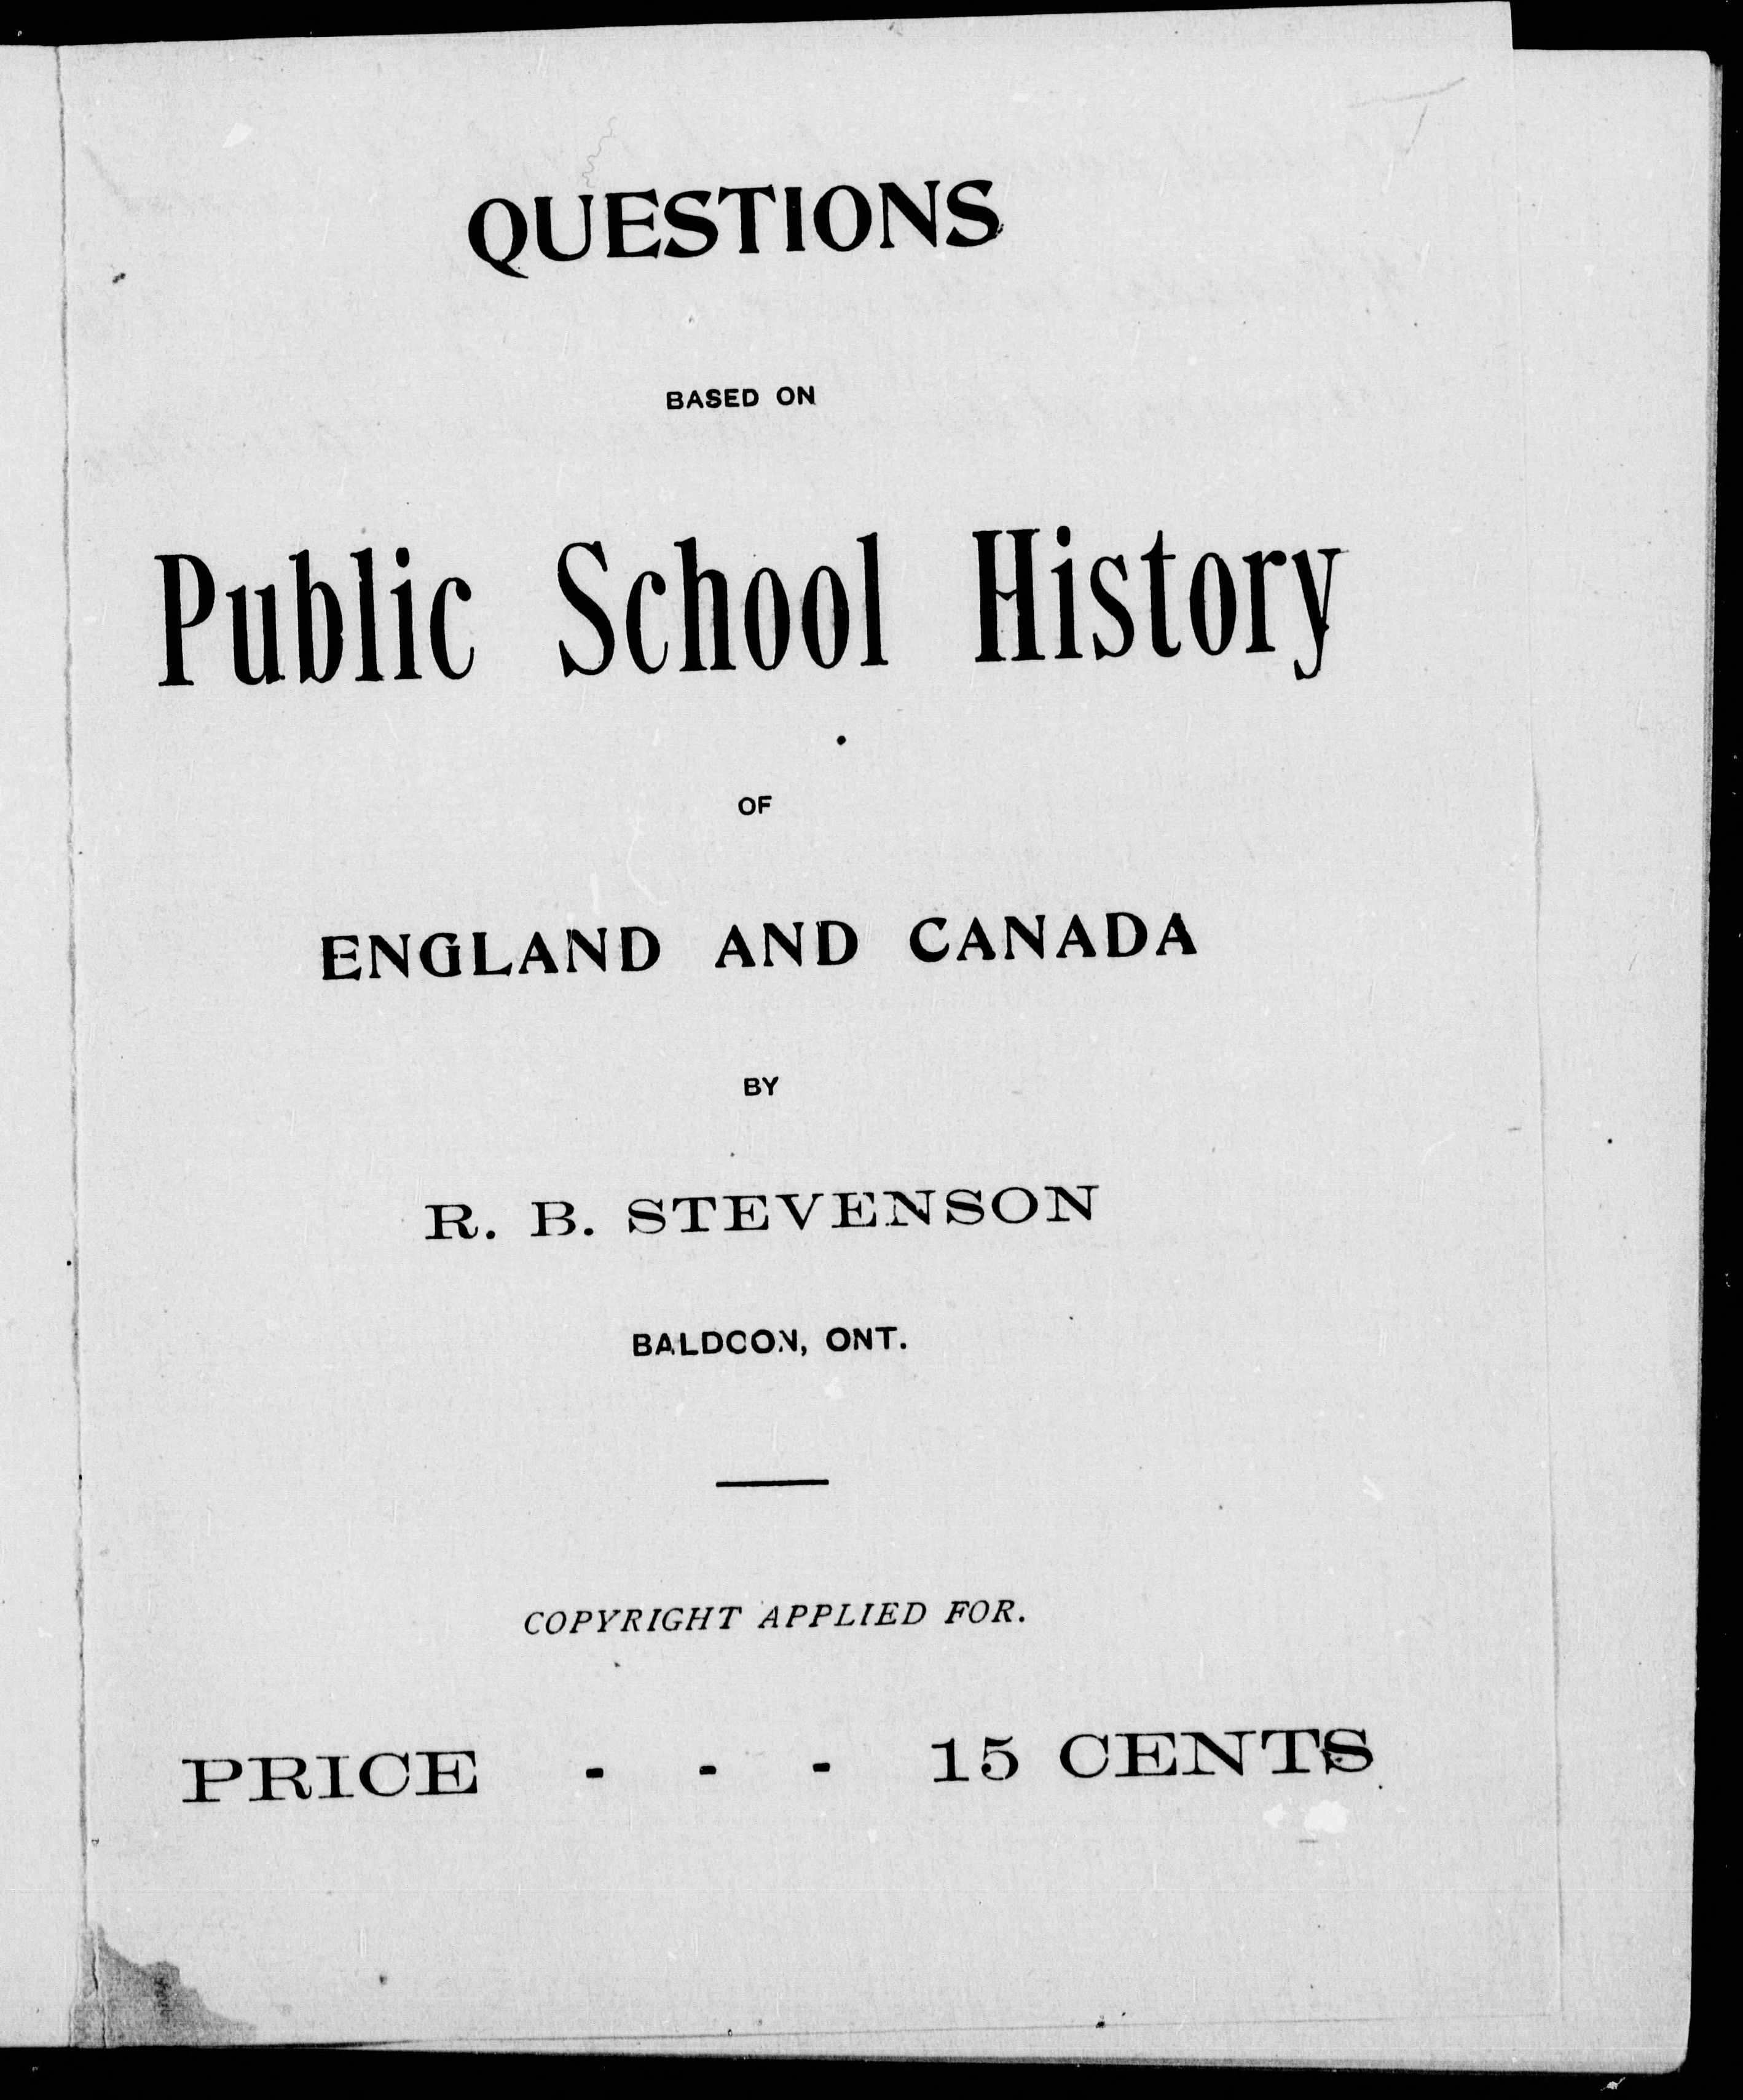 QUESTIONS
BASED ON
Public School History
OF
ENGLAND AND CANADA
BY
R. B. STEVENSON
BALDCON, ONT.
COPYRIGHT APPLIED FOR.
PRICE - - - 15 CENTS